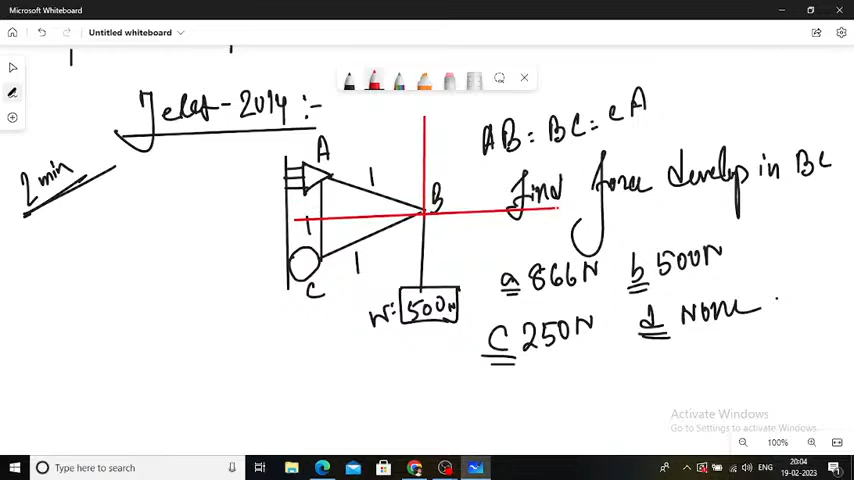 Microsoft Whiteboard
Untitled whiteboard
Jelet-2014 :-
2 min
A
1
B
1
1
C
W: 500N
AB = BC = CA
find force develop in BC
a 866N b 500N
c 250N d None
Activate Windows
Go to Settings to activate Windows.
100%
Type here to search
ENG
20:04
19-02-2023